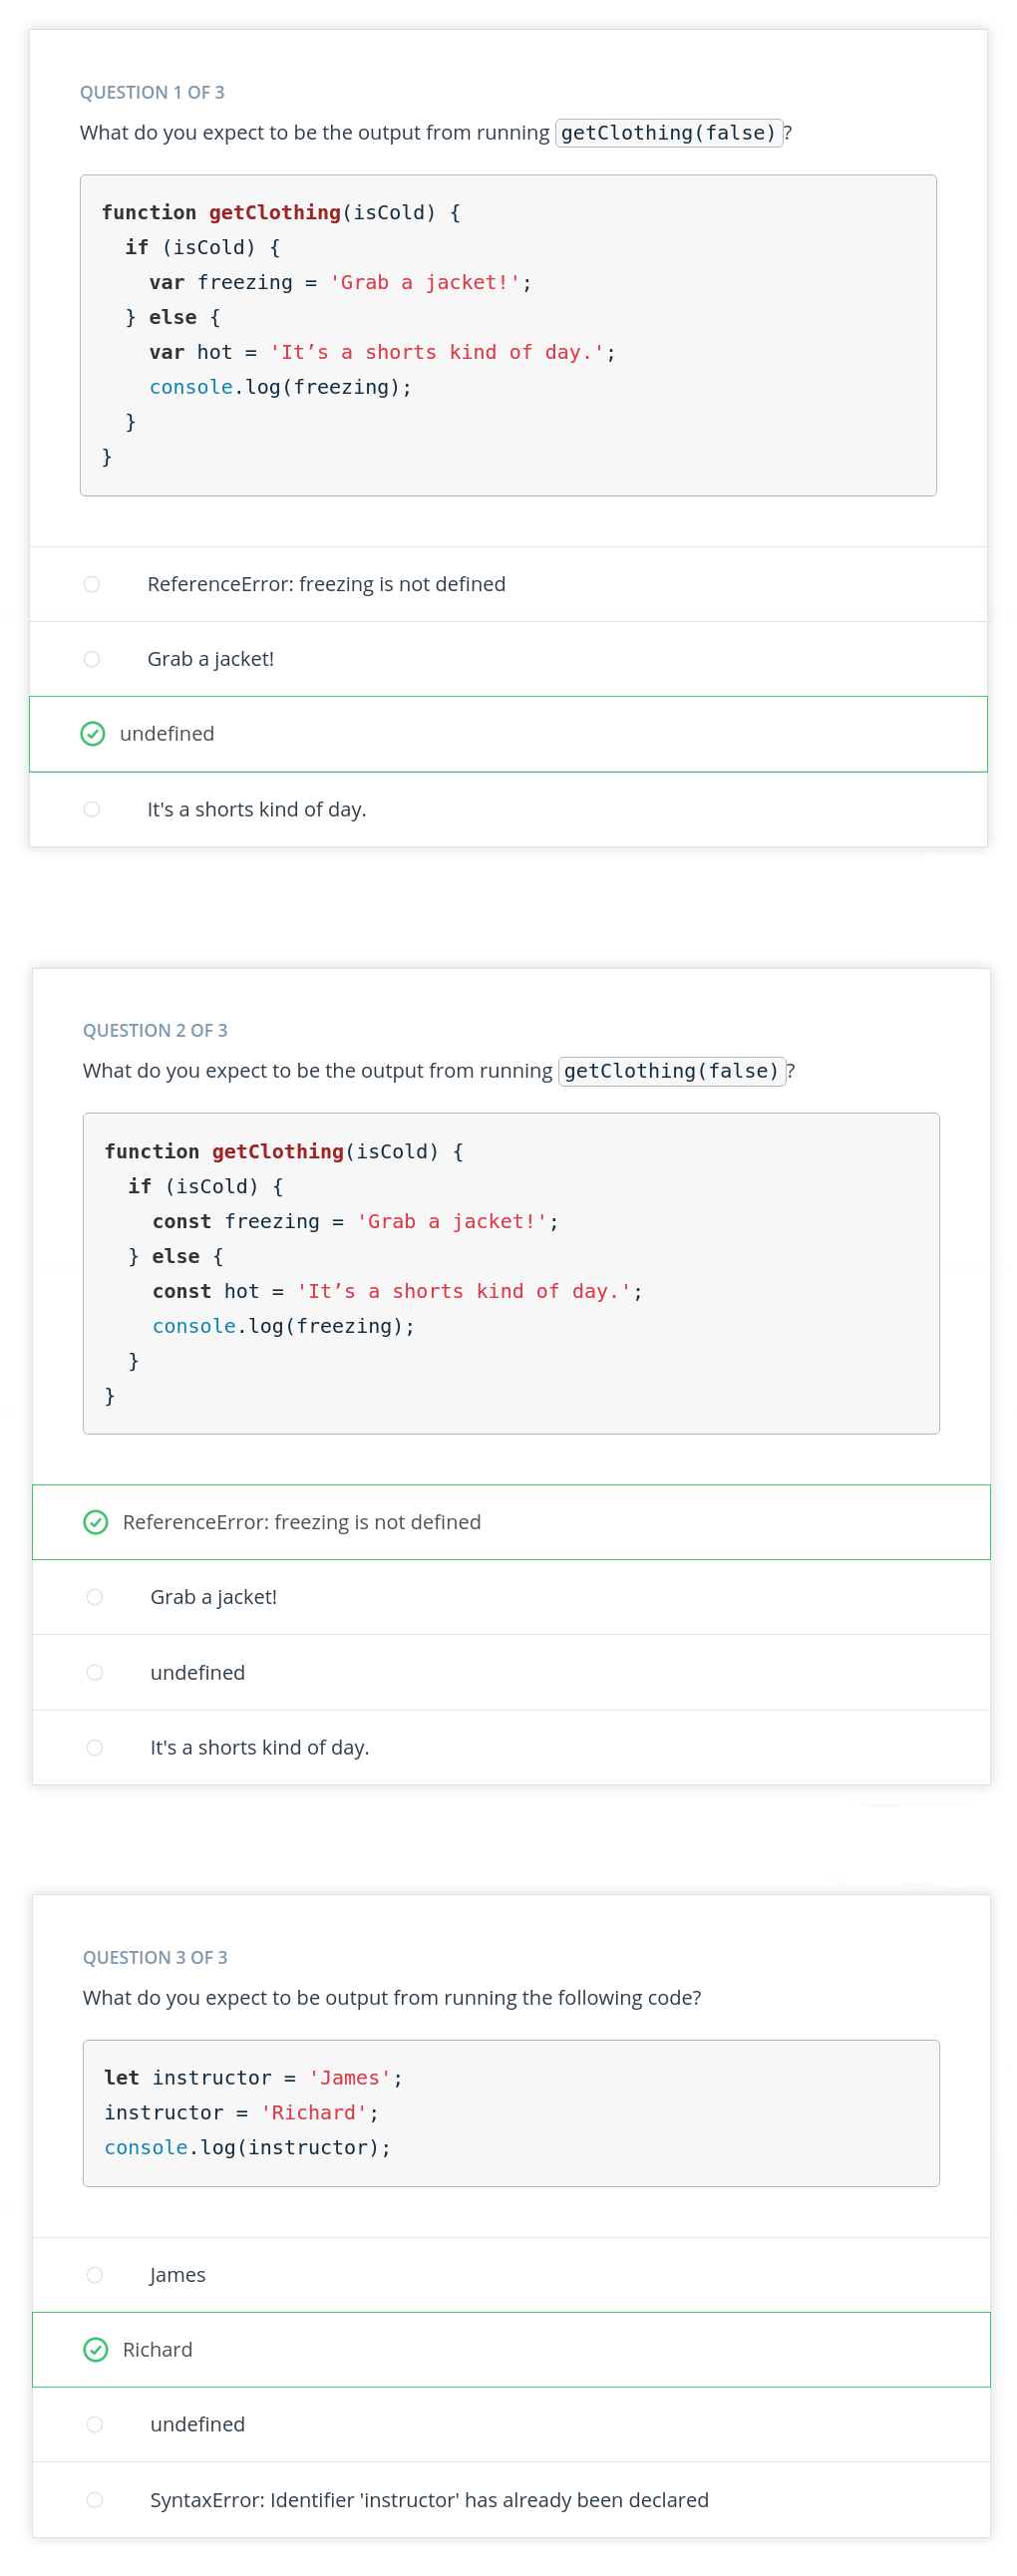 QUESTION 1 OF 3
What do you expect to be the output from running getClothing(false)?
function getClothing(isCold) {
  if (isCold) {
    var freezing = 'Grab a jacket!';
  } else {
    var hot = 'It’s a shorts kind of day.';
    console.log(freezing);
  }
}
ReferenceError: freezing is not defined
Grab a jacket!
undefined
It's a shorts kind of day.
QUESTION 2 OF 3
What do you expect to be the output from running getClothing(false)?
function getClothing(isCold) {
  if (isCold) {
    const freezing = 'Grab a jacket!';
  } else {
    const hot = 'It’s a shorts kind of day.';
    console.log(freezing);
  }
}
ReferenceError: freezing is not defined
Grab a jacket!
undefined
It's a shorts kind of day.
QUESTION 3 OF 3
What do you expect to be output from running the following code?
let instructor = 'James';
instructor = 'Richard';
console.log(instructor);
James
Richard
undefined
SyntaxError: Identifier 'instructor' has already been declared